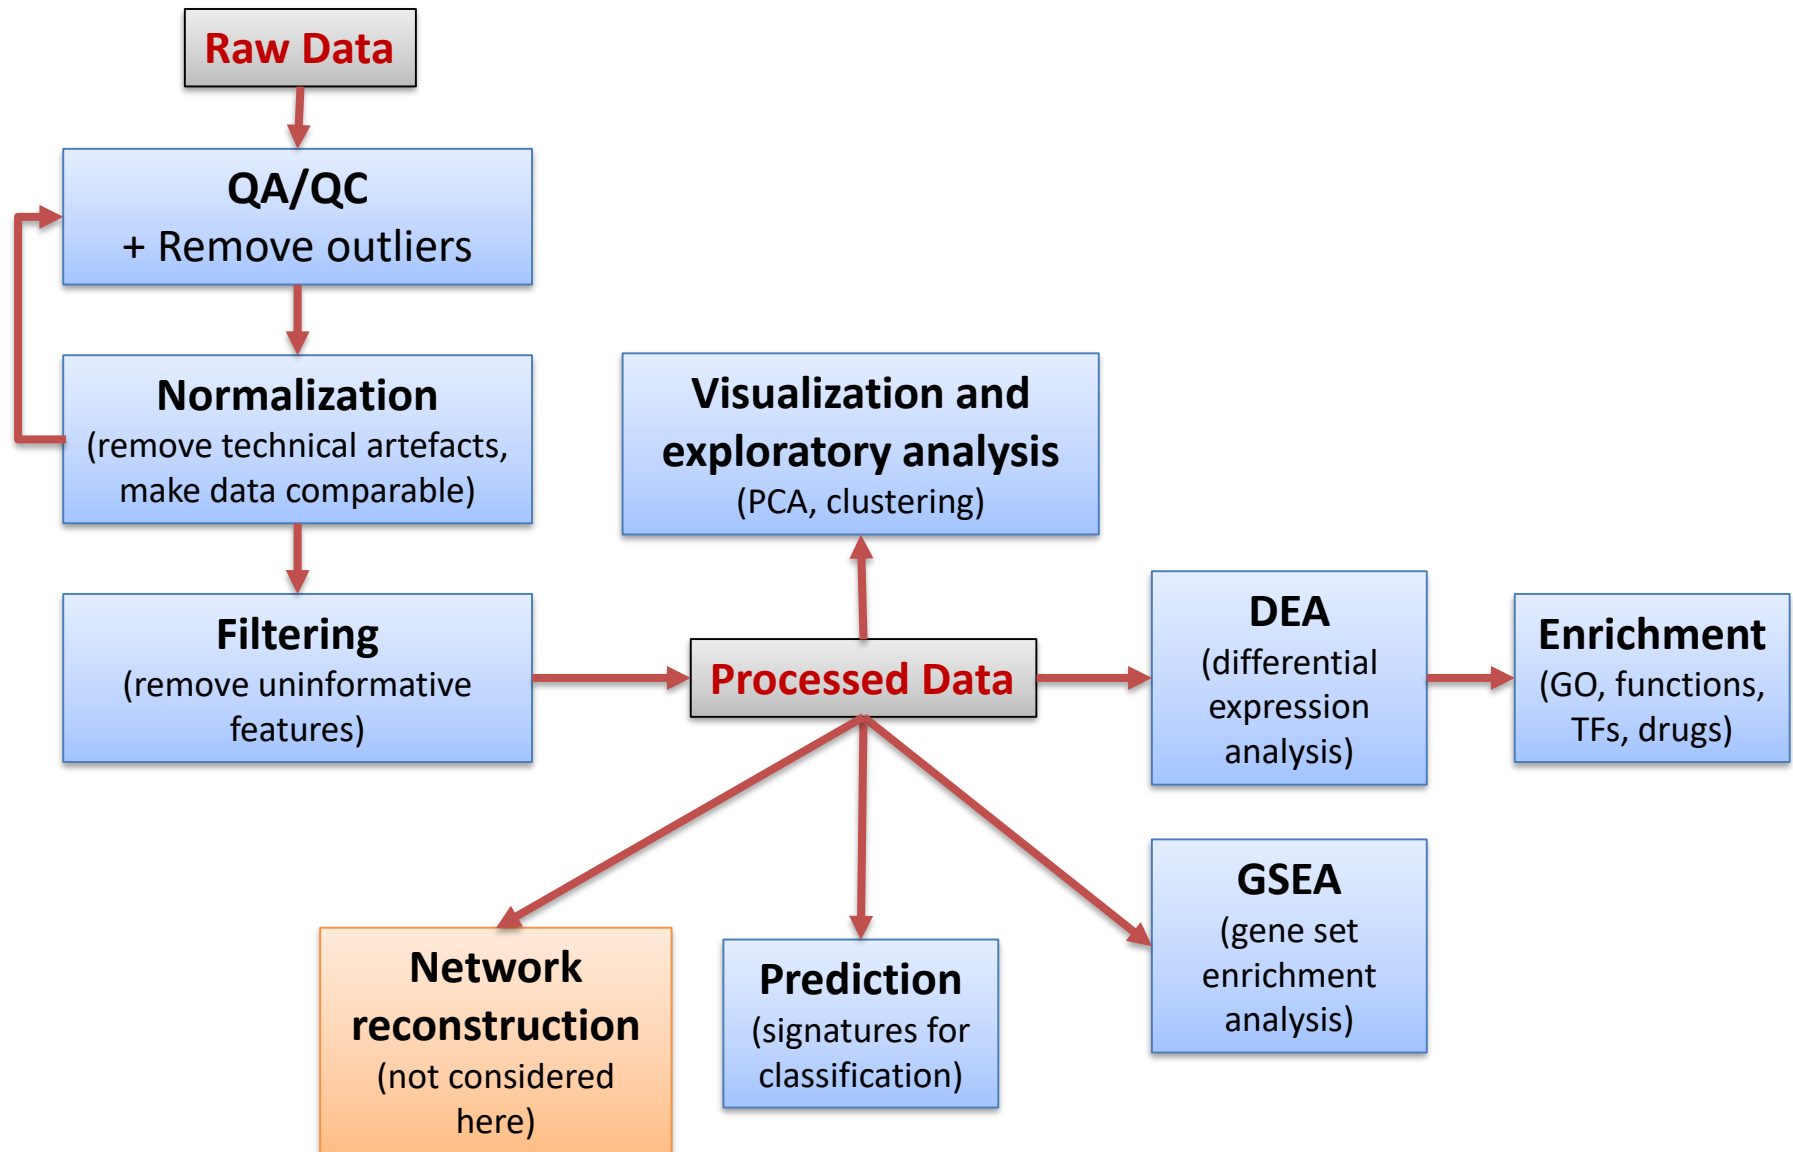 Raw Data
QA/QC
+ Remove outliers
Normalization
(remove technical artefacts,
make data comparable)
Filtering
(remove uninformative
features)
Visualization and
exploratory analysis
(PCA, clustering)
Processed Data
DEA
(differential
expression
analysis)
Enrichment
(GO, functions,
TFs, drugs)
GSEA
(gene set
enrichment
analysis)
Network
reconstruction
(not considered
here)
Prediction
(signatures for
classification)